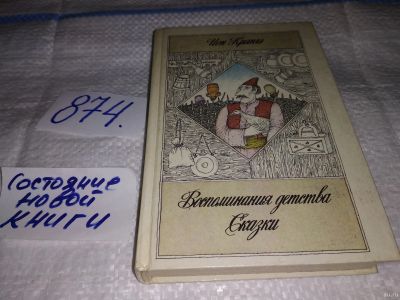 Ион Крянгэ
874.
Состояние
новой
книги
Воспоминания детства
Сказки